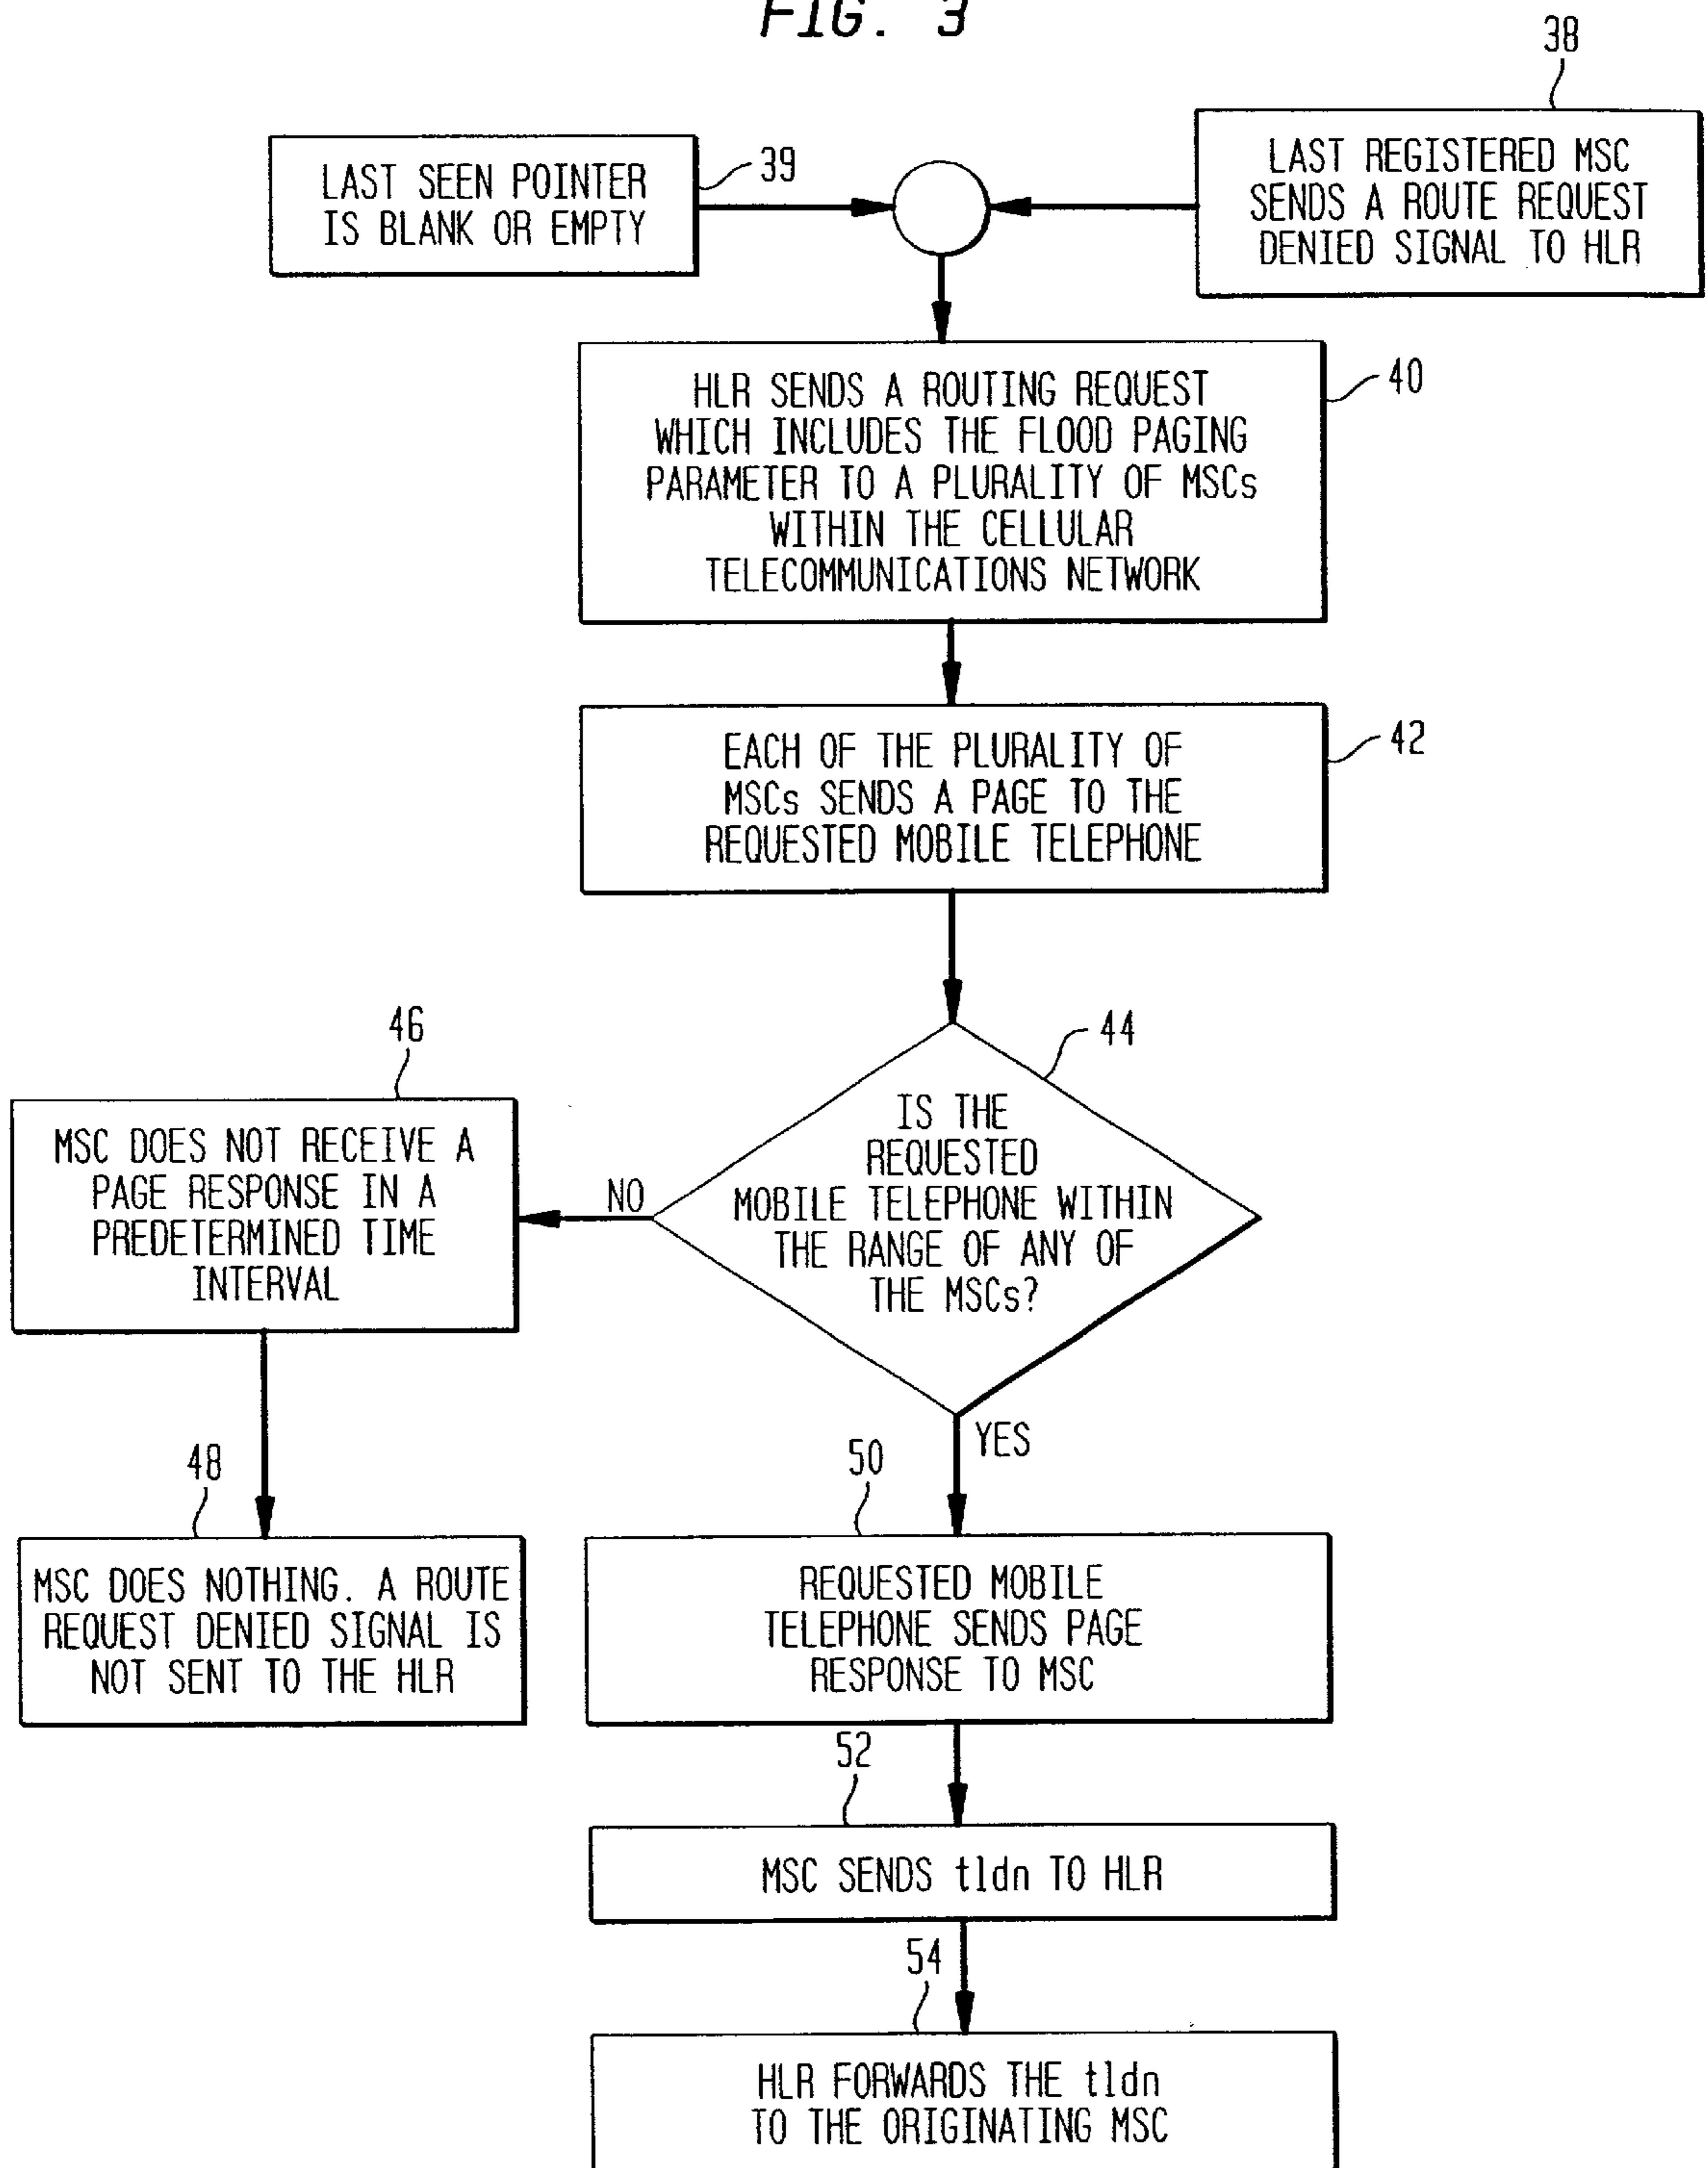 FIG. 3
38
LAST SEEN POINTER
IS BLANK OR EMPTY
39
LAST REGISTERED MSC
SENDS A ROUTE REQUEST
DENIED SIGNAL TO HLR
HLR SENDS A ROUTING REQUEST
WHICH INCLUDES THE FLOOD PAGING
PARAMETER TO A PLURALITY OF MSCs
WITHIN THE CELLULAR
TELECOMMUNICATIONS NETWORK
40
EACH OF THE PLURALITY OF
MSCs SENDS A PAGE TO THE
REQUESTED MOBILE TELEPHONE
42
44
IS THE
REQUESTED
MOBILE TELEPHONE WITHIN
THE RANGE OF ANY OF
THE MSCs?
NO
46
MSC DOES NOT RECEIVE A
PAGE RESPONSE IN A
PREDETERMINED TIME
INTERVAL
YES
48
MSC DOES NOTHING. A ROUTE
REQUEST DENIED SIGNAL IS
NOT SENT TO THE HLR
50
REQUESTED MOBILE
TELEPHONE SENDS PAGE
RESPONSE TO MSC
52
MSC SENDS tldn TO HLR
54
HLR FORWARDS THE tldn
TO THE ORIGINATING MSC